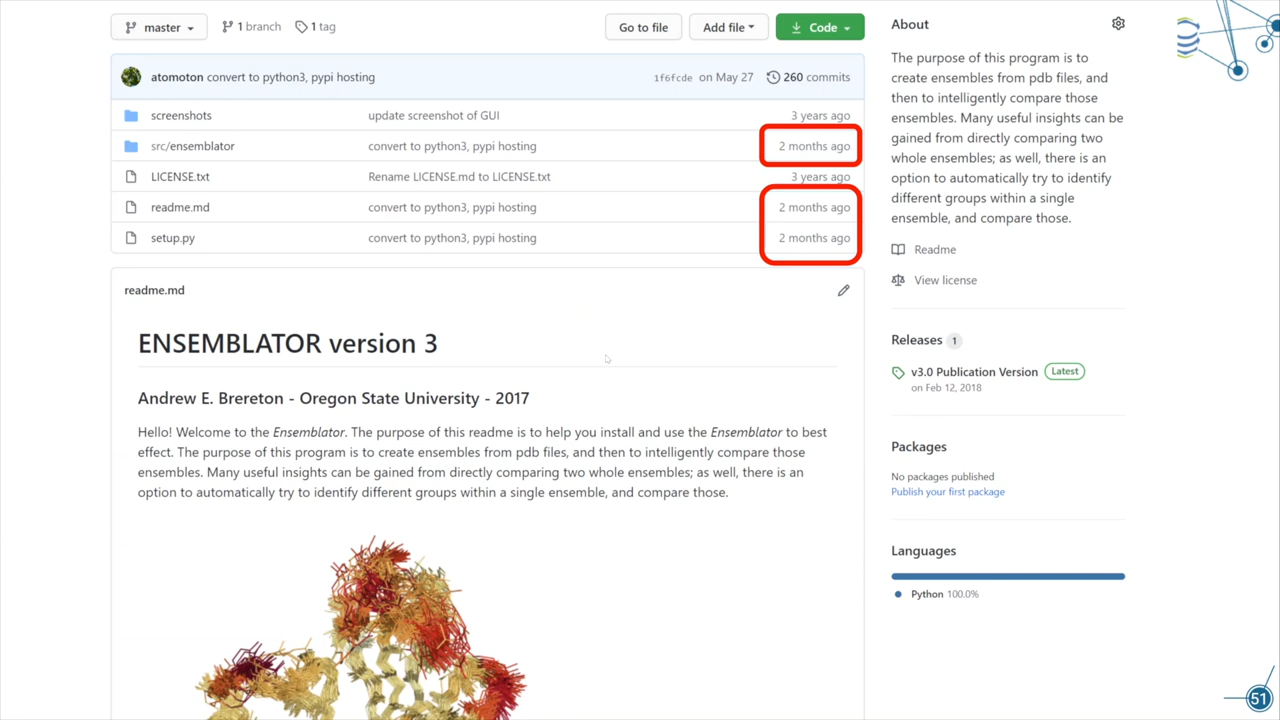 master 1 branch 1 tag Go to file Add file Code
atomoton convert to python3, pypi hosting 1f6fcde on May 27 260 commits
screenshots update screenshot of GUI 3 years ago
src/ensemblator convert to python3, pypi hosting 2 months ago
LICENSE.txt Rename LICENSE.md to LICENSE.txt 3 years ago
readme.md convert to python3, pypi hosting 2 months ago
setup.py convert to python3, pypi hosting 2 months ago
readme.md
ENSEMBLATOR version 3
Andrew E. Brereton - Oregon State University - 2017
Hello! Welcome to the Ensemblator. The purpose of this readme is to help you install and use the Ensemblator to best
effect. The purpose of this program is to create ensembles from pdb files, and then to intelligently compare those
ensembles. Many useful insights can be gained from directly comparing two whole ensembles; as well, there is an
option to automatically try to identify different groups within a single ensemble, and compare those.
About
The purpose of this program is to
create ensembles from pdb files, and
then to intelligently compare those
ensembles. Many useful insights can be
gained from directly comparing two
whole ensembles; as well, there is an
option to automatically try to identify
different groups within a single
ensemble, and compare those.
Readme
View license
Releases 1
v3.0 Publication Version Latest
on Feb 12, 2018
Packages
No packages published
Publish your first package
Languages
Python 100.0%
51